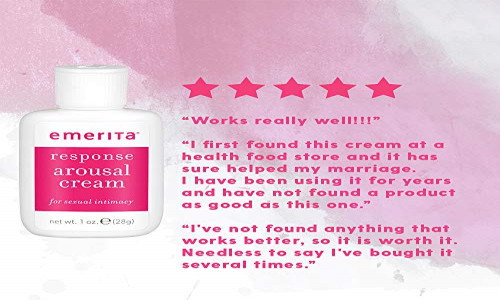 emerita®
response
arousal
cream
for sexual intimacy
net wt. 1 oz. ℮ (28g)
“Works really well!!!”
“I first found this cream at a
health food store and it has
sure helped my marriage.
I have been using it for years
and have not found a product
as good as this one.”
“I’ve not found anything that
works better, so it is worth it.
Needless to say I’ve bought it
several times.”